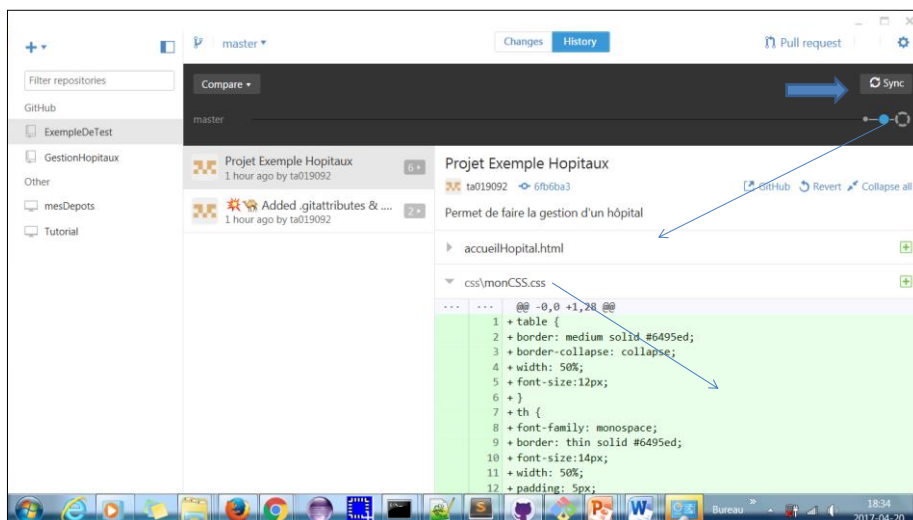 master
Changes
History
Pull request
Filter repositories
Compare
Sync
GitHub
master
ExempleDeTest
GestionHopitaux
Other
mesDepots
Tutorial
Projet Exemple Hopitaux
6
1 hour ago by ta019092
Added .gitattributes & ....
2
1 hour ago by ta019092
Projet Exemple Hopitaux
ta019092 6fb6ba3
GitHub Revert Collapse all
Permet de faire la gestion d'un hôpital
accueilHopital.html
css\monCSS.css
... ... @@ -0,0 +1,28 @@
1 + table {
2 + border: medium solid #6495ed;
3 + border-collapse: collapse;
4 + width: 50%;
5 + font-size:12px;
6 + }
7 + th {
8 + font-family: monospace;
9 + border: thin solid #6495ed;
10 + font-size:14px;
11 + width: 50%;
12 + padding: 5px;
Bureau
18:34
2017-04-20